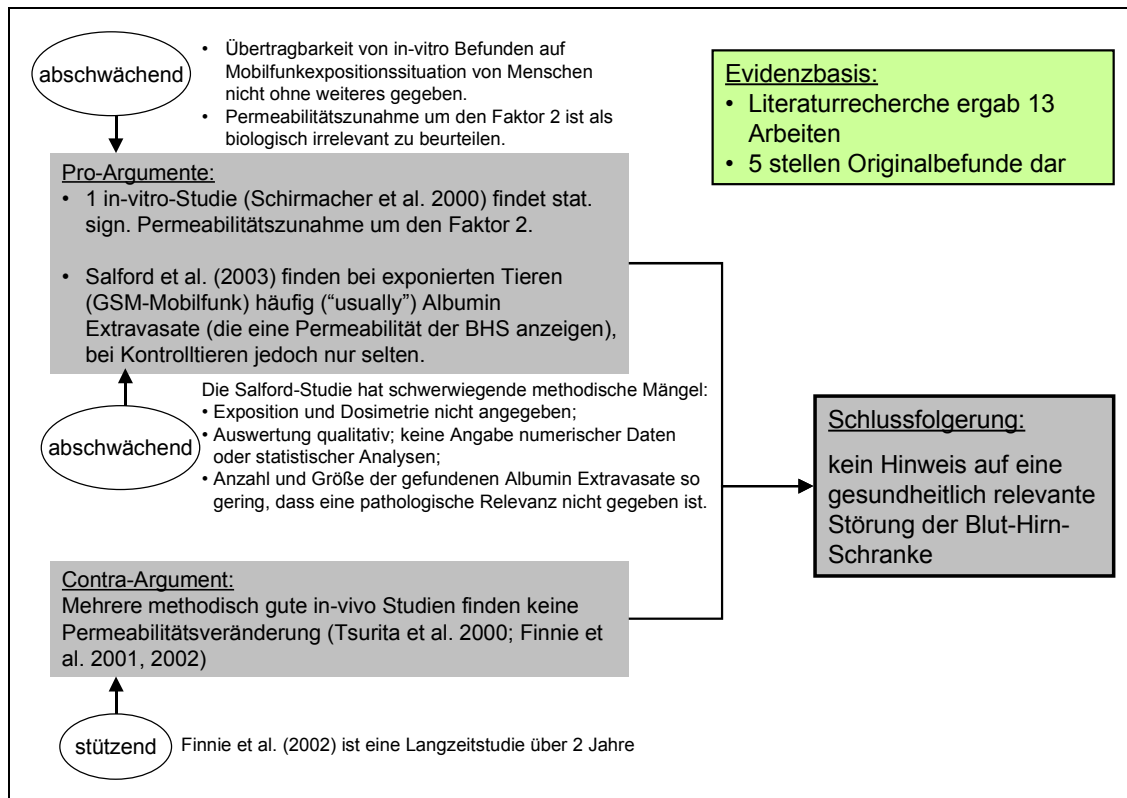 abschwächend
• Übertragbarkeit von in-vitro Befunden auf
Mobilfunkexpositionssituation von Menschen
nicht ohne weiteres gegeben.
• Permeabilitätszunahme um den Faktor 2 ist als
biologisch irrelevant zu beurteilen.
Evidenzbasis:
• Literaturrecherche ergab 13
Arbeiten
• 5 stellen Originalbefunde dar
Pro-Argumente:
• 1 in-vitro-Studie (Schirmacher et al. 2000) findet stat.
sign. Permeabilitätszunahme um den Faktor 2.
• Salford et al. (2003) finden bei exponierten Tieren
(GSM-Mobilfunk) häufig (“usually”) Albumin
Extravasate (die eine Permeabilität der BHS anzeigen),
bei Kontrolltieren jedoch nur selten.
abschwächend
Die Salford-Studie hat schwerwiegende methodische Mängel:
• Exposition und Dosimetrie nicht angegeben;
• Auswertung qualitativ; keine Angabe numerischer Daten
oder statistischer Analysen;
• Anzahl und Größe der gefundenen Albumin Extravasate so
gering, dass eine pathologische Relevanz nicht gegeben ist.
Schlussfolgerung:
kein Hinweis auf eine
gesundheitlich relevante
Störung der Blut-Hirn-
Schranke
Contra-Argument:
Mehrere methodisch gute in-vivo Studien finden keine
Permeabilitätsveränderung (Tsurita et al. 2000; Finnie et
al. 2001, 2002)
stützend
Finnie et al. (2002) ist eine Langzeitstudie über 2 Jahre